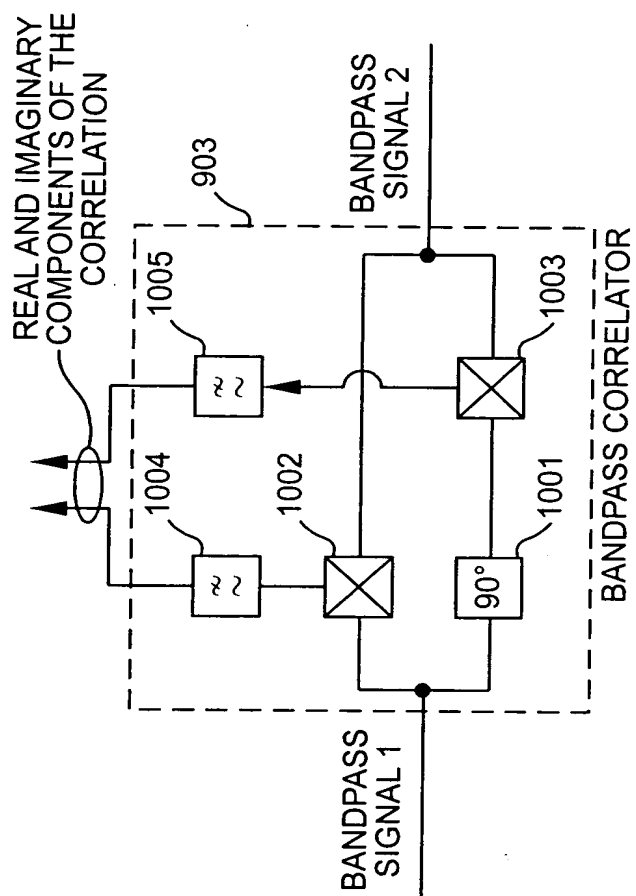 REAL AND IMAGINARY
COMPONENTS OF THE
CORRELATION
903
1005
1004
1002
1003
1001
90°
BANDPASS
SIGNAL 1
BANDPASS
SIGNAL 2
BANDPASS CORRELATOR